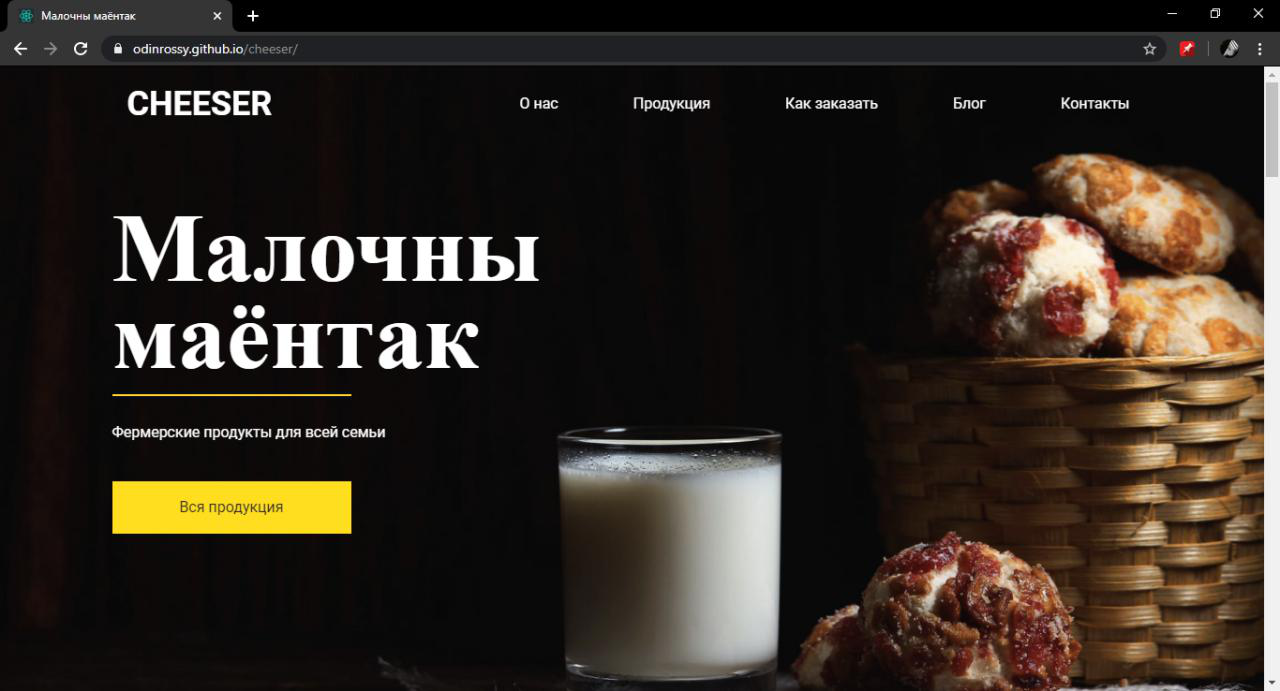 Малочны маёнтак
odinrossy.github.io/cheeser/
CHEESER
О нас
Продукция
Как заказать
Блог
Контакты
Малочны
маёнтак
Фермерские продукты для всей семьи
Вся продукция